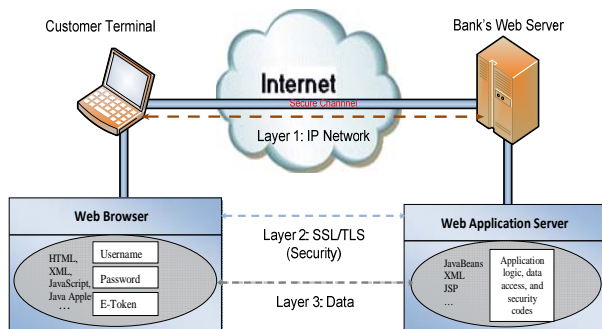 Customer Terminal
Bank's Web Server
Internet
Secure Channnel
Layer 1: IP Network
Web Browser
HTML,
XML,
JavaScript,
Java Apple
...
Username
Password
E-Token
Layer 2: SSL/TLS
(Security)
Layer 3: Data
Web Application Server
JavaBeans
XML
JSP
...
Application
logic, data
access, and
security
codes